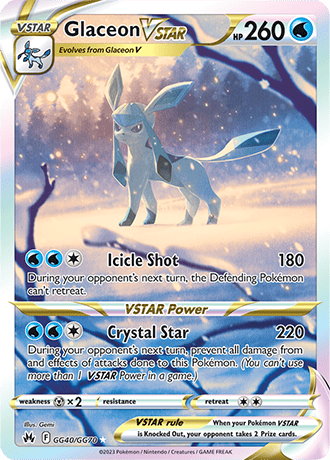 VSTAR
Glaceon VSTAR
HP 260
Evolves from Glaceon V
Icicle Shot 180
During your opponent's next turn, the Defending Pokémon
can't retreat.
VSTAR Power
Crystal Star 220
During your opponent's next turn, prevent all damage from
and effects of attacks done to this Pokémon. (You can't use
more than 1 VSTAR Power in a game.)
weakness ×2 resistance retreat
Illus. Gemi
F GG40/GG70
VSTAR rule
When your Pokémon VSTAR
is Knocked Out, your opponent takes 2 Prize cards.
©2023 Pokémon / Nintendo / Creatures / GAME FREAK